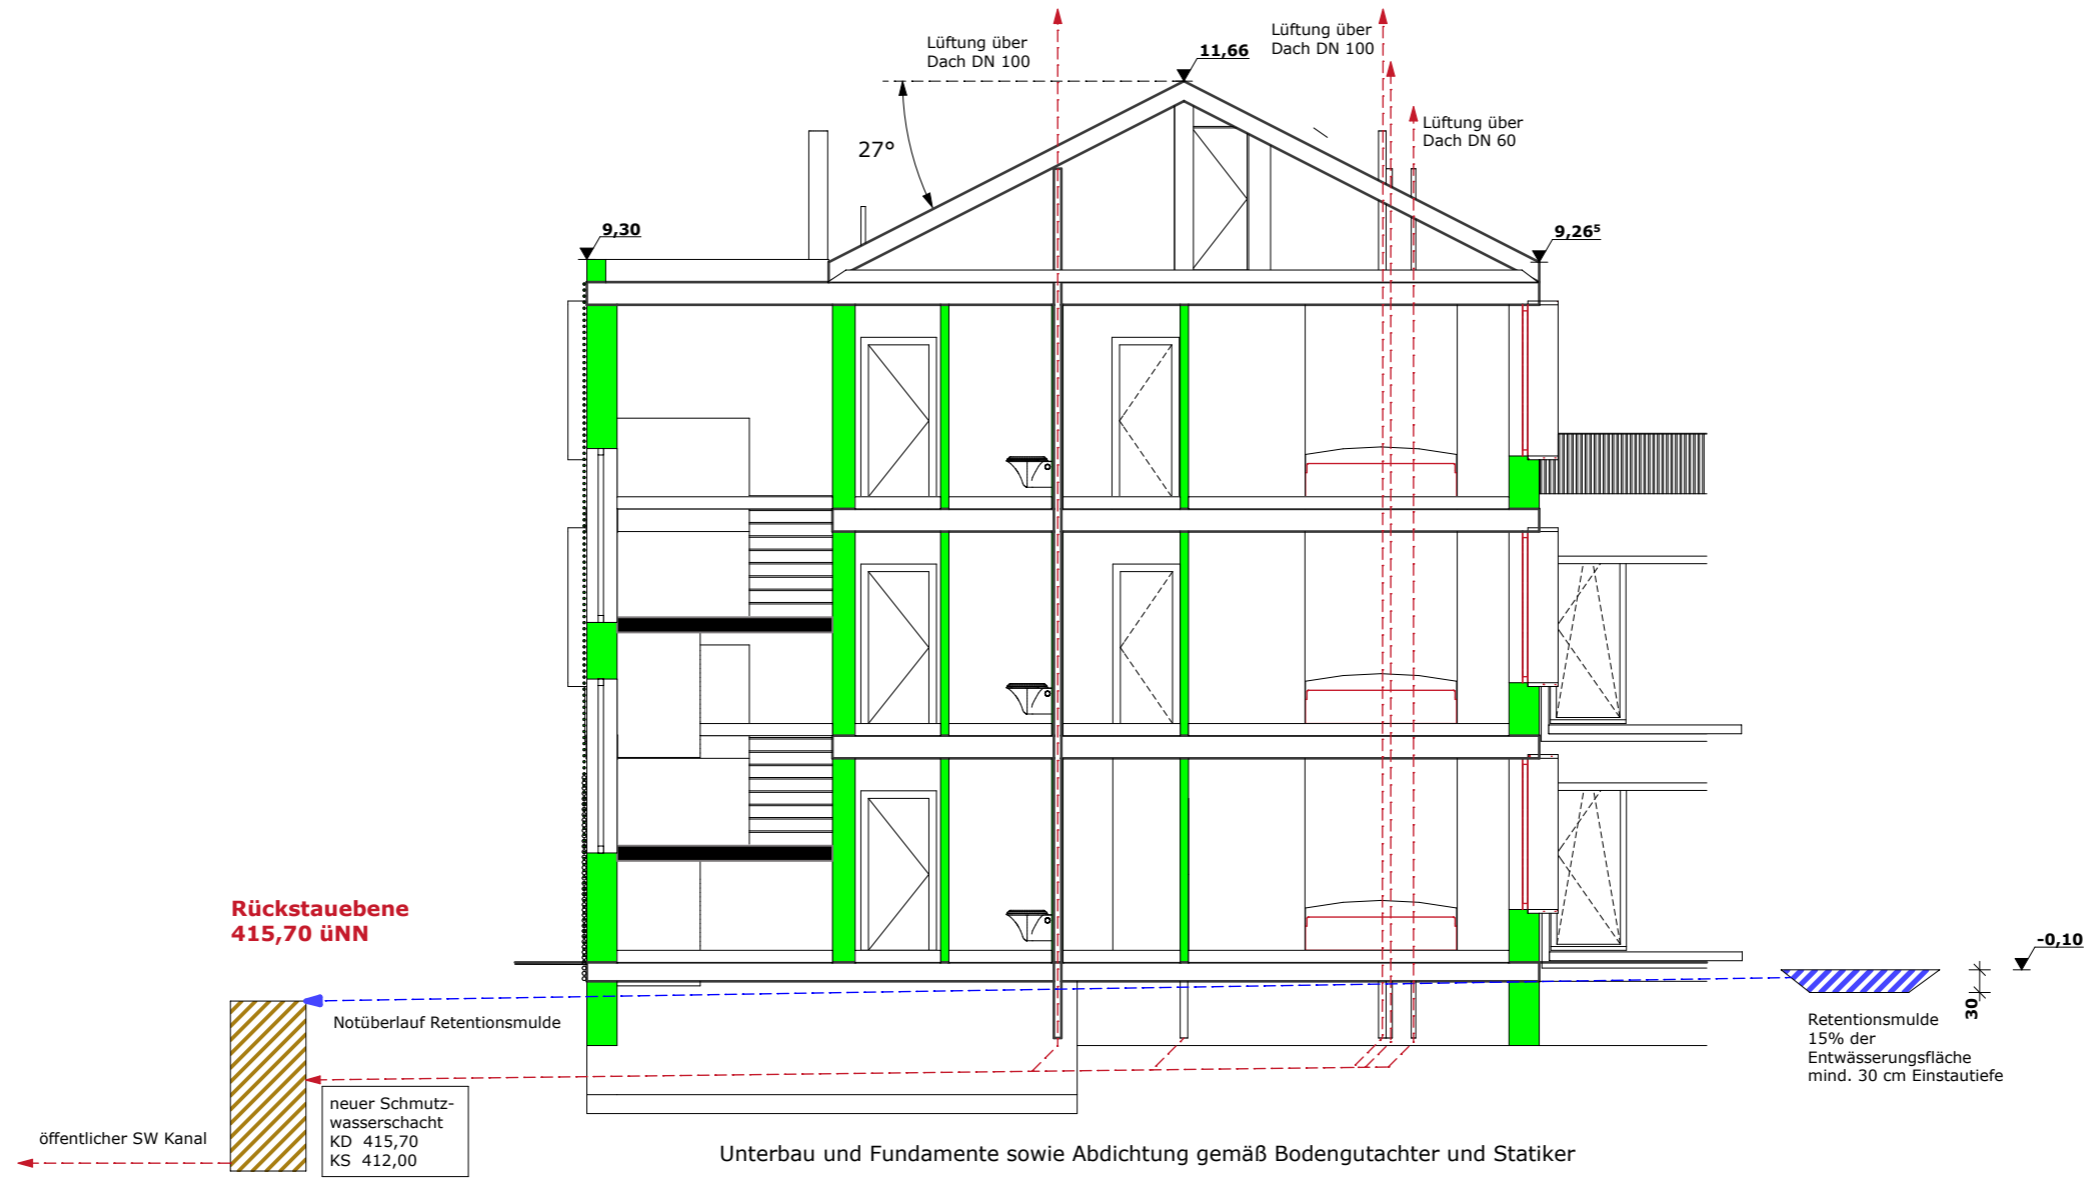 Lüftung über
Dach DN 100
11,66
Lüftung über
Dach DN 100
Lüftung über
Dach DN 60
27°
9,30
9,26⁵
Rückstauebene
415,70 üNN
-0,10
30
Notüberlauf Retentionsmulde
Retentionsmulde
15% der
Entwässerungsfläche
mind. 30 cm Einstautiefe
neuer Schmutz-
wasserschacht
KD 415,70
KS 412,00
öffentlicher SW Kanal
Unterbau und Fundamente sowie Abdichtung gemäß Bodengutachter und Statiker